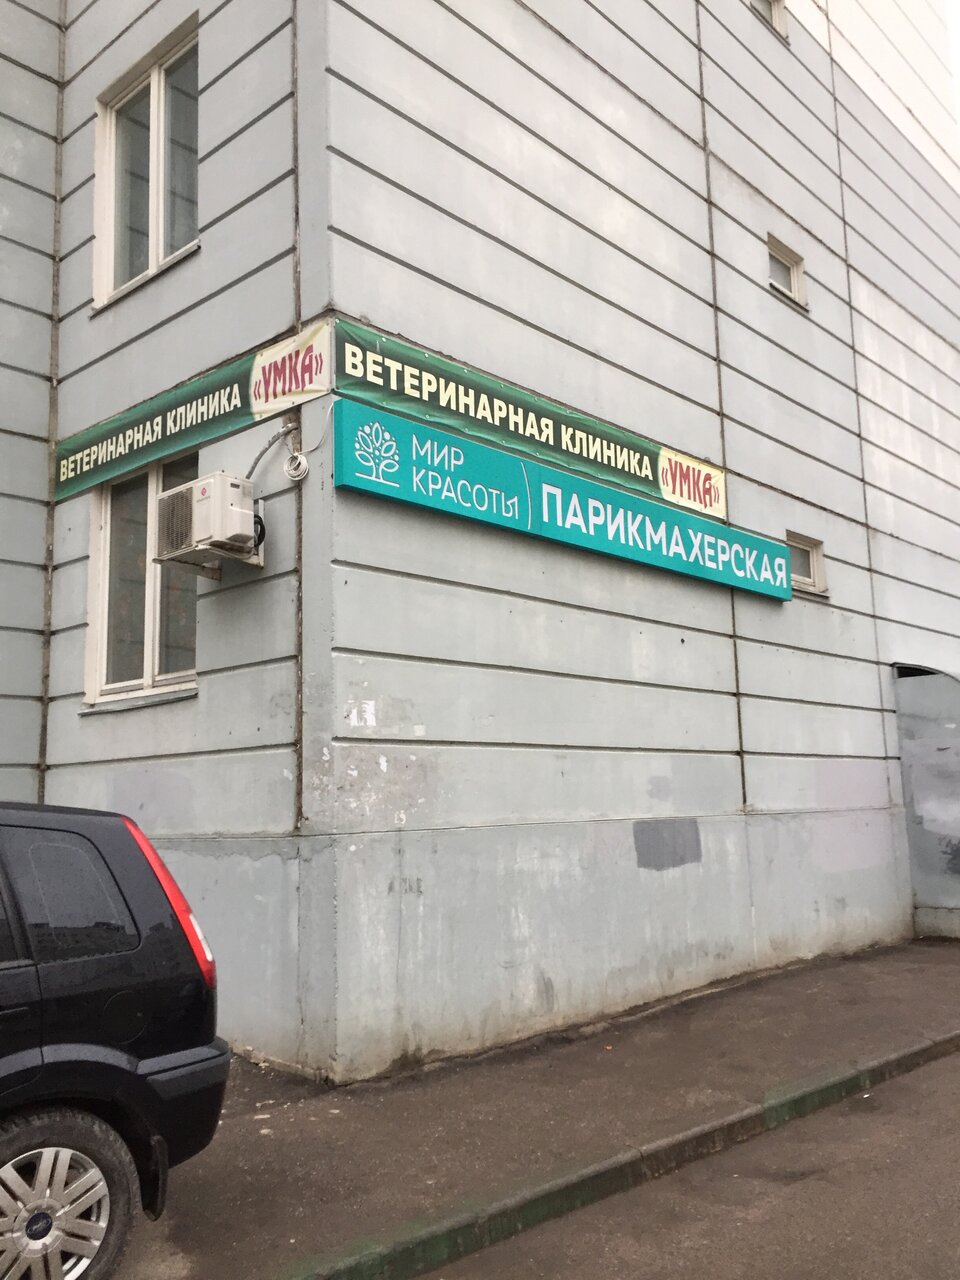 ВЕТЕРИНАРНАЯ КЛИНИКА «УМКА»
ВЕТЕРИНАРНАЯ КЛИНИКА «УМКА»
МИР
КРАСОТЫ
ПАРИКМАХЕРСКАЯ